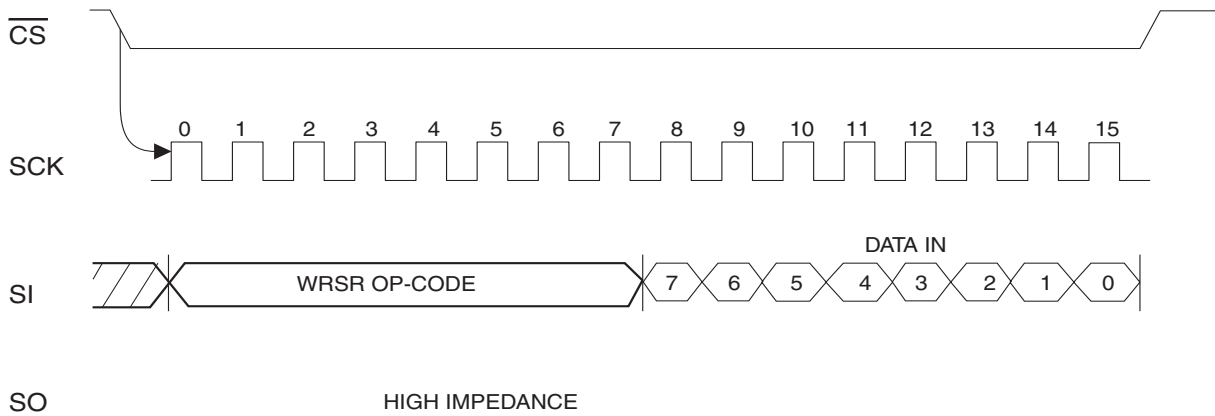 CS
0 1 2 3 4 5 6 7 8 9 10 11 12 13 14 15
SCK
DATA IN
SI WRSR OP-CODE 7 6 5 4 3 2 1 0
SO HIGH IMPEDANCE